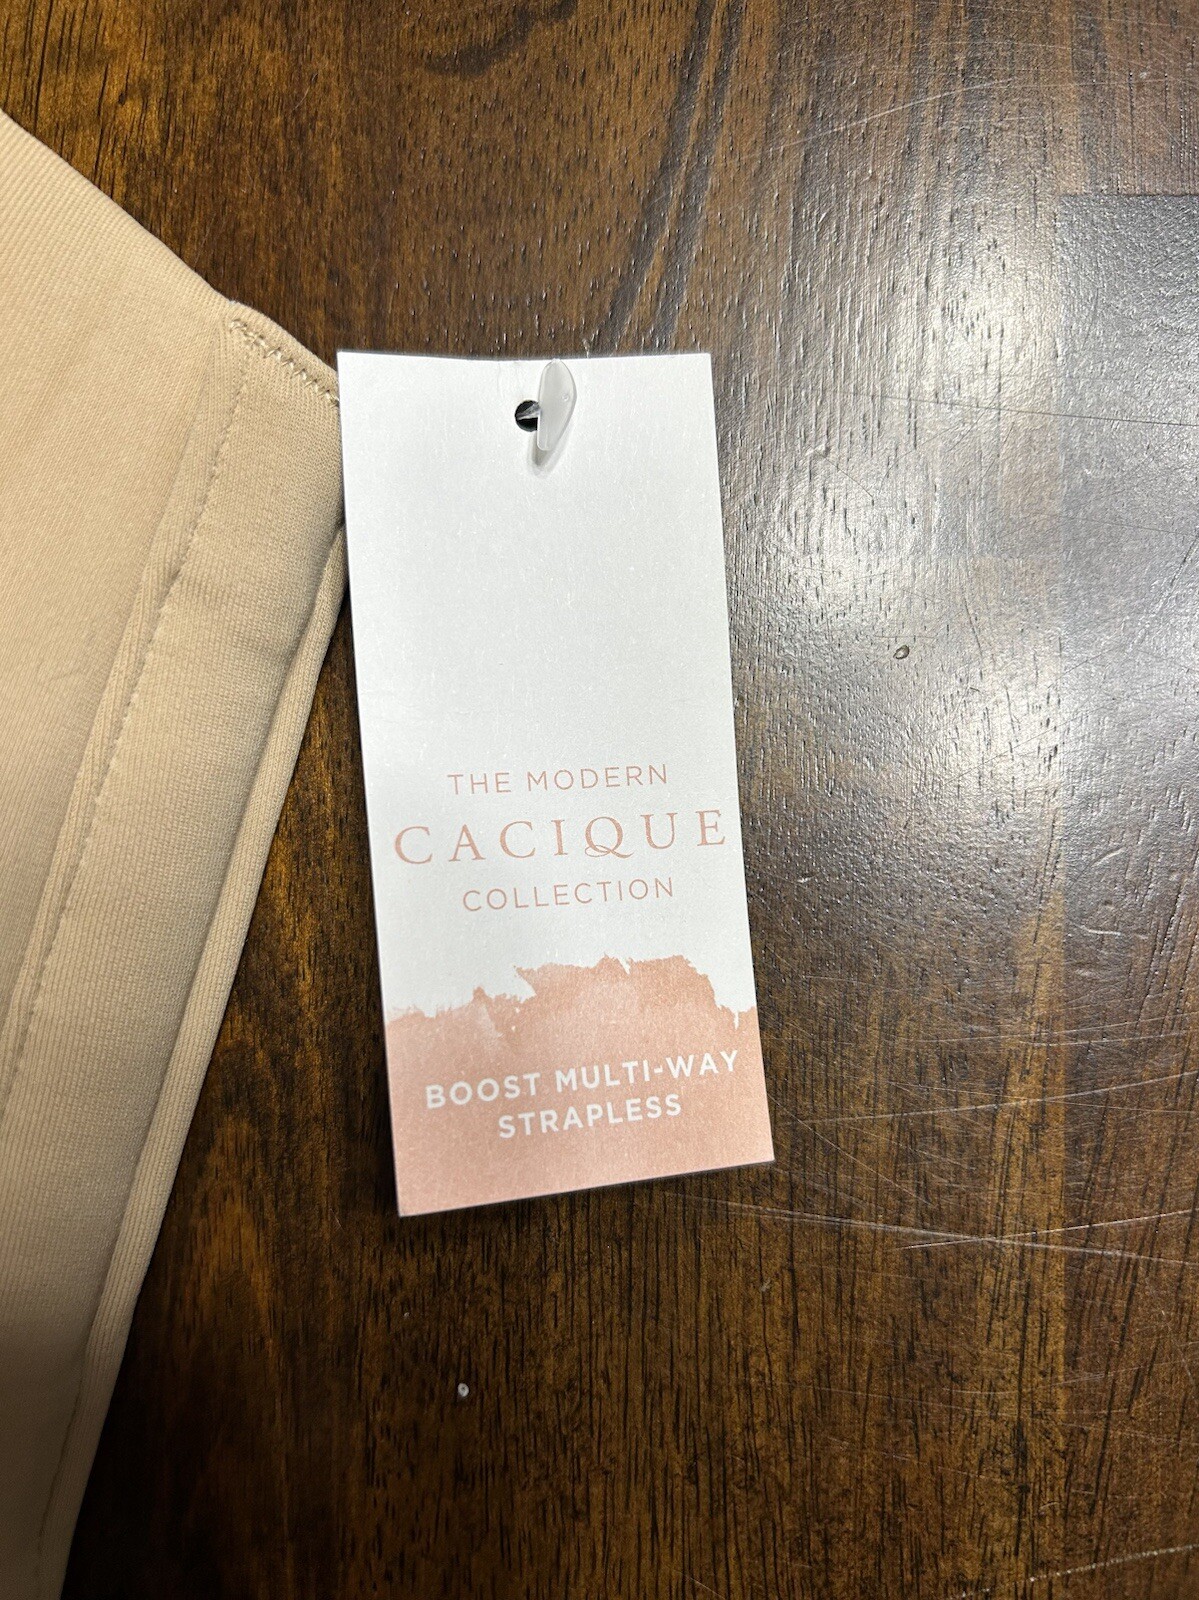 THE MODERN
CACIQUE
COLLECTION
BOOST MULTI-WAY
STRAPLESS